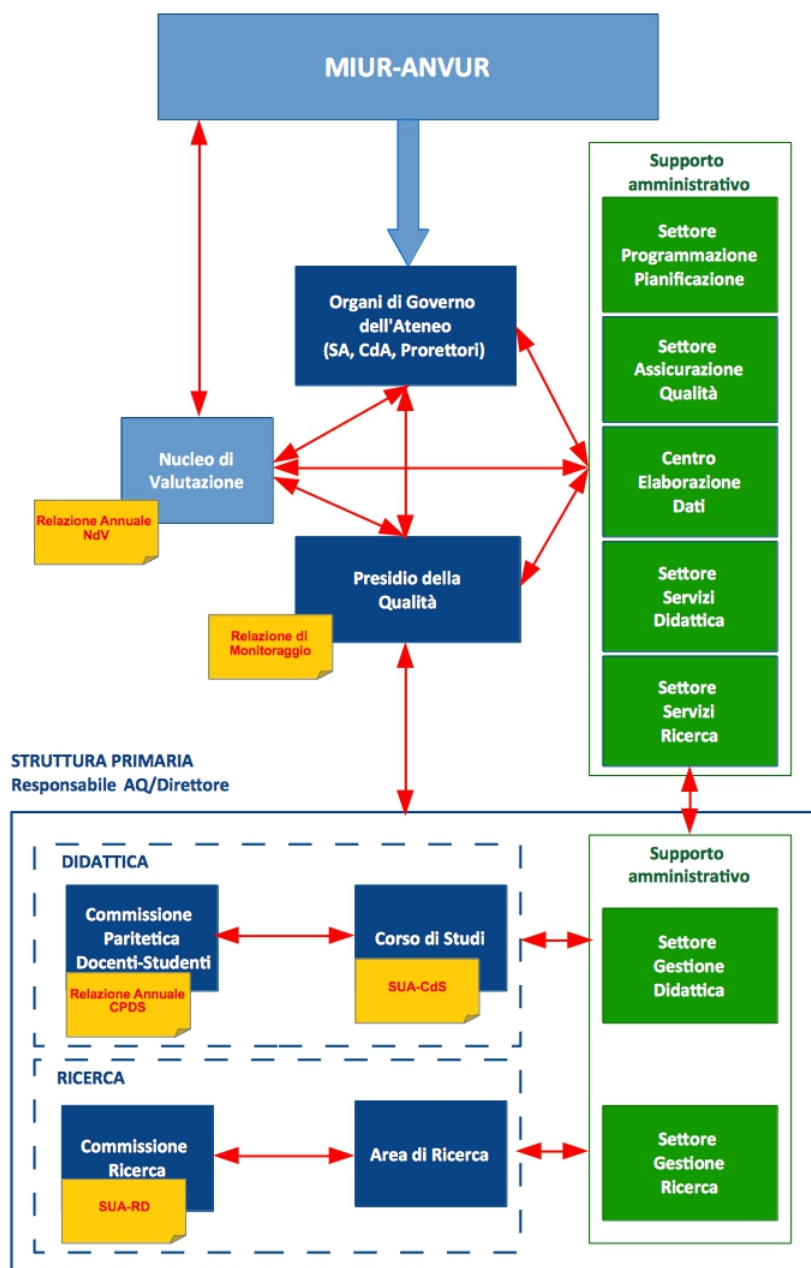 MIUR-ANVUR
Supporto
amministrativo
Settore
Programmazione
Pianificazione
Organi di Governo
dell'Ateneo
(SA, CdA, Prorettori)
Settore
Assicurazione
Qualità
Nucleo di
Valutazione
Centro
Elaborazione
Dati
Relazione Annuale
NdV
Presidio della
Qualità
Settore
Servizi
Didattica
Relazione di
Monitoraggio
Settore
Servizi
Ricerca
STRUTTURA PRIMARIA
Responsabile AQ/Direttore
DIDATTICA
Commissione
Paritetica
Docenti-Studenti
Relazione Annuale
CPDS
Corso di Studi
SUA-CdS
Supporto
amministrativo
Settore
Gestione
Didattica
RICERCA
Commissione
Ricerca
SUA-RD
Area di Ricerca
Settore
Gestione
Ricerca